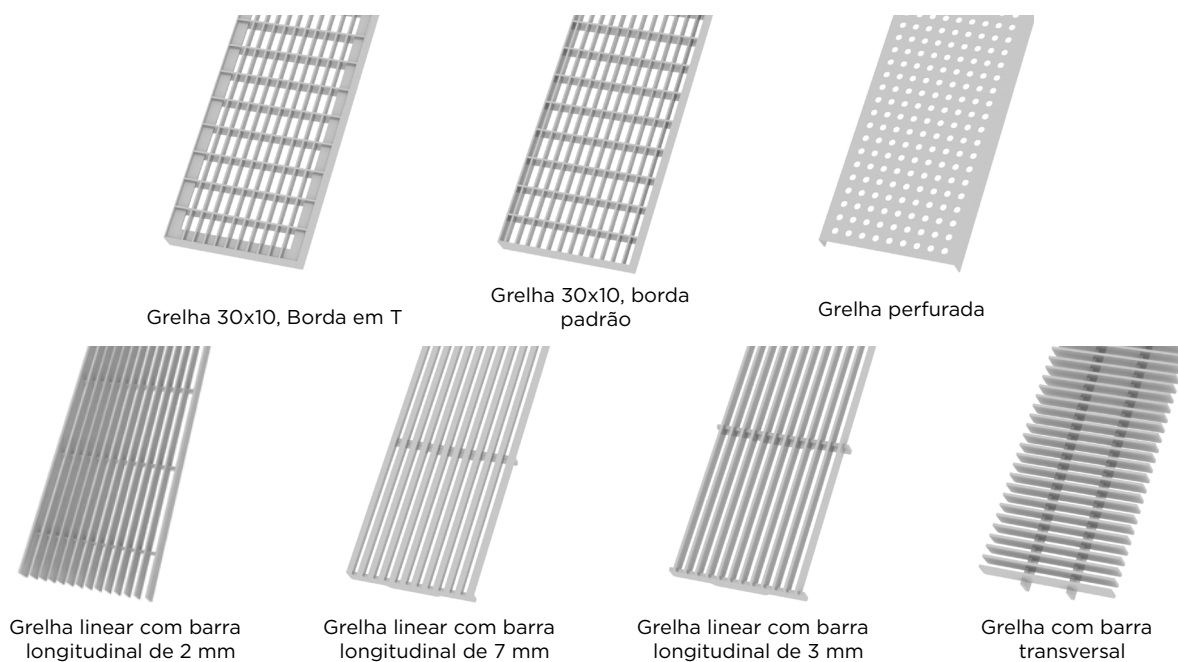 Grelha 30x10, Borda em T
Grelha 30x10, borda
padrão
Grelha perfurada
Grelha linear com barra
longitudinal de 2 mm
Grelha linear com barra
longitudinal de 7 mm
Grelha linear com barra
longitudinal de 3 mm
Grelha com barra
transversal